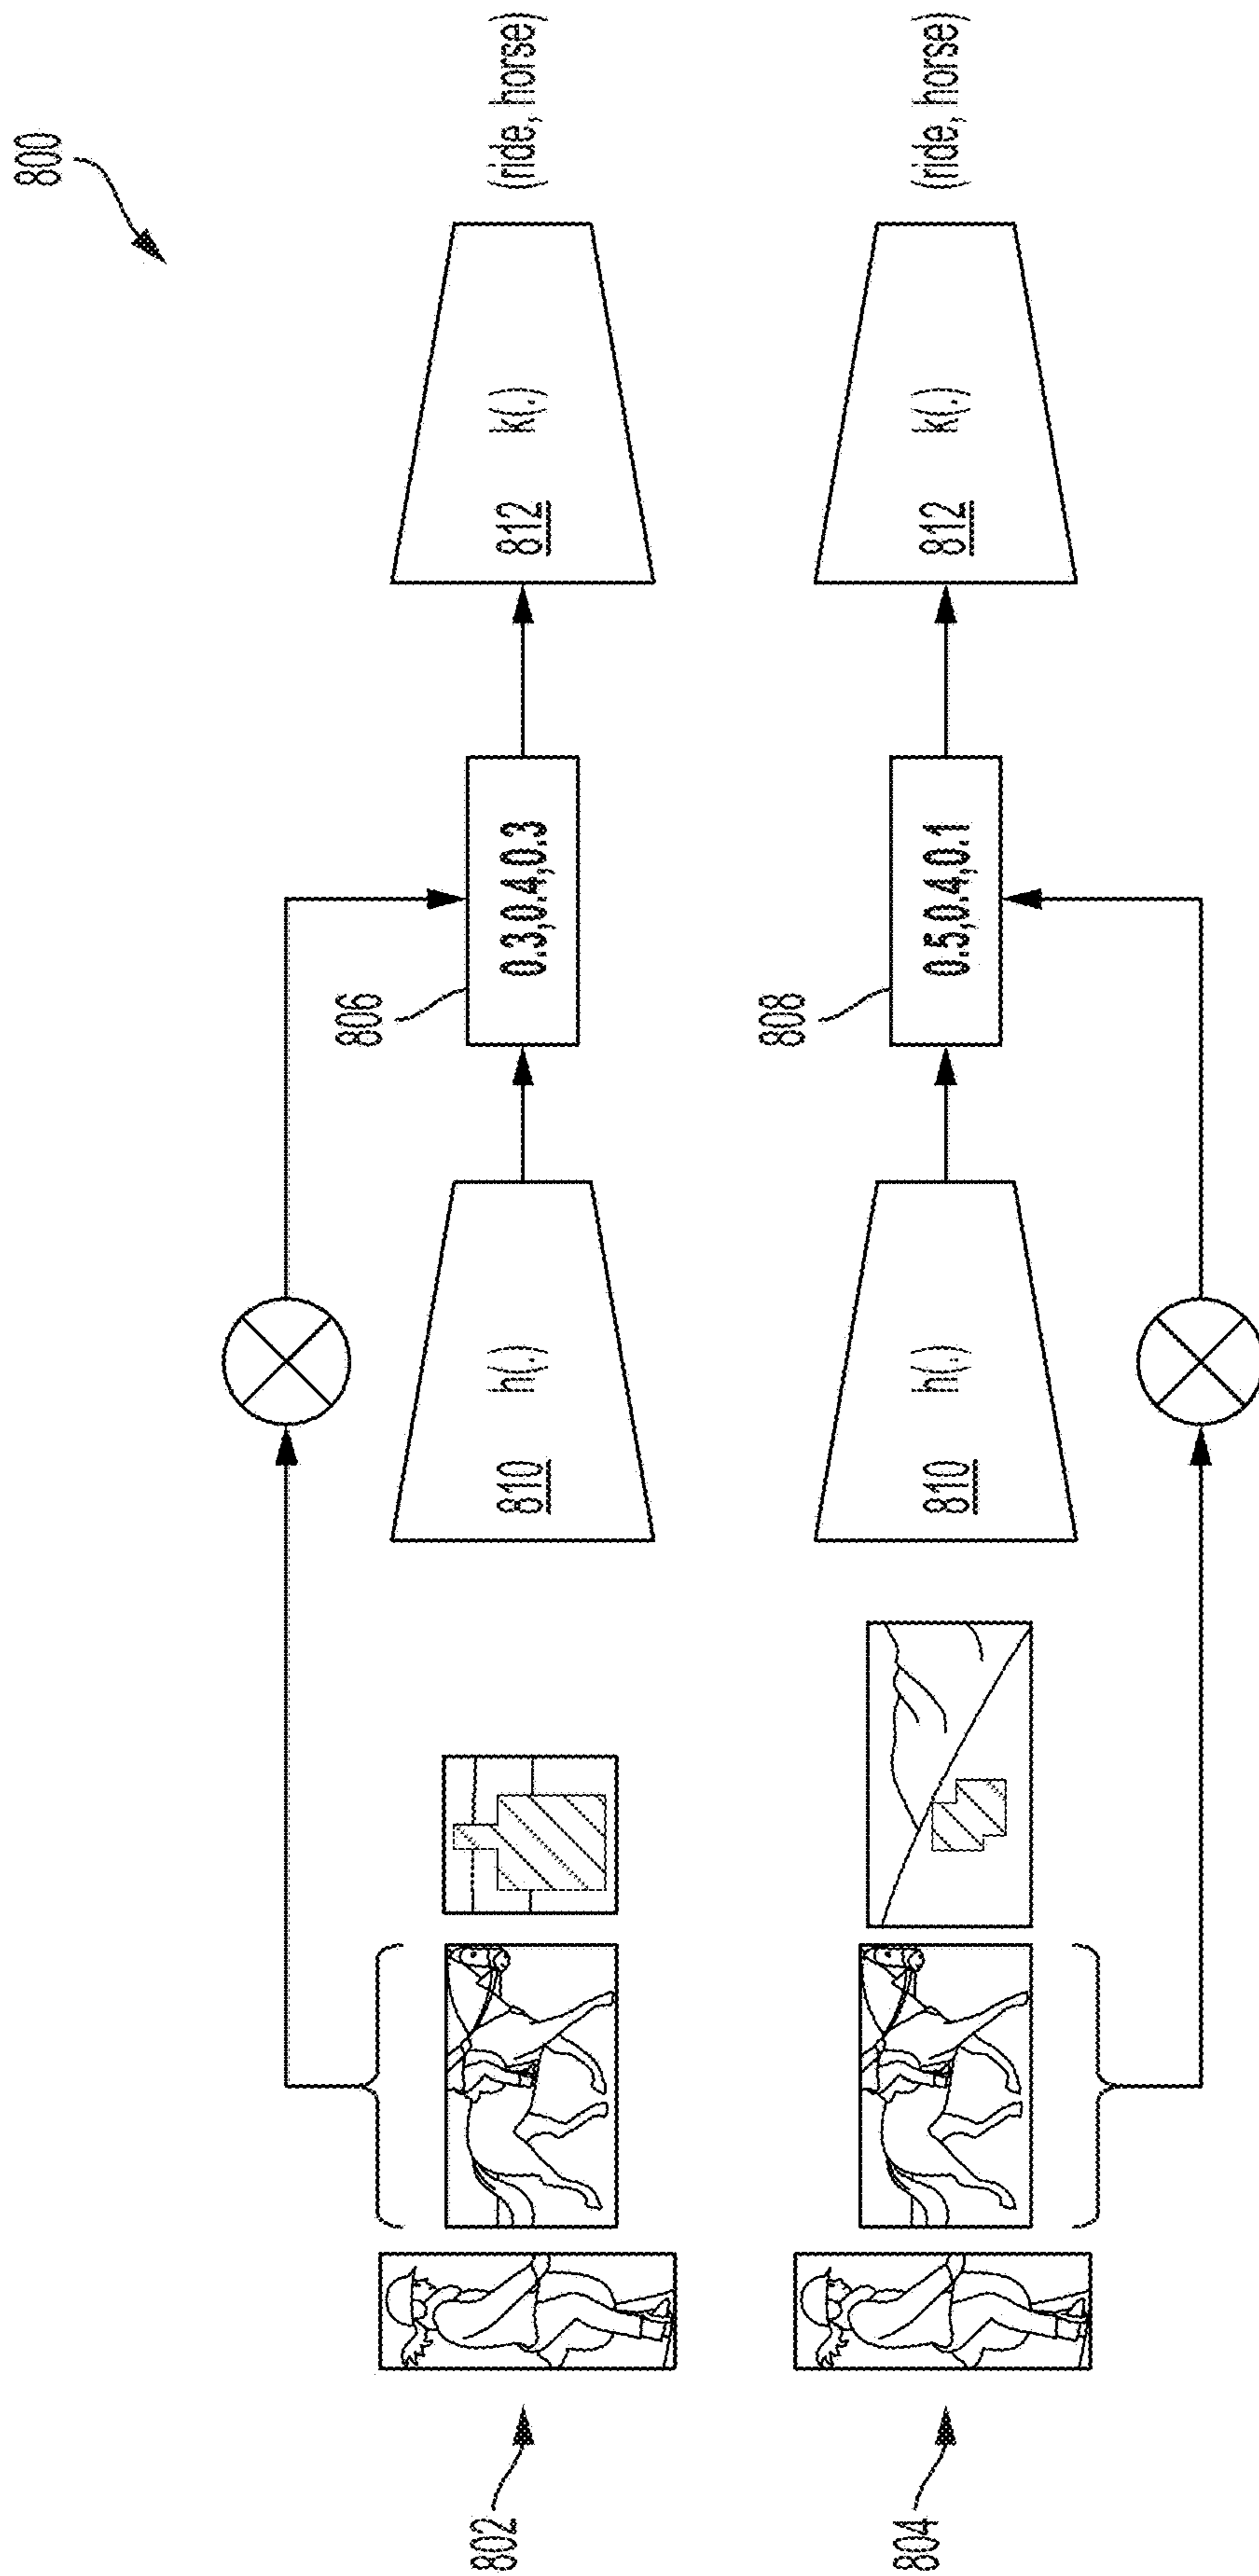 800
802
810
h(.)
806
0.3,0.4,0.3
812
k(.)
(ride, horse)
804
810
h(.)
808
0.5,0.4,0.1
812
k(.)
(ride, horse)